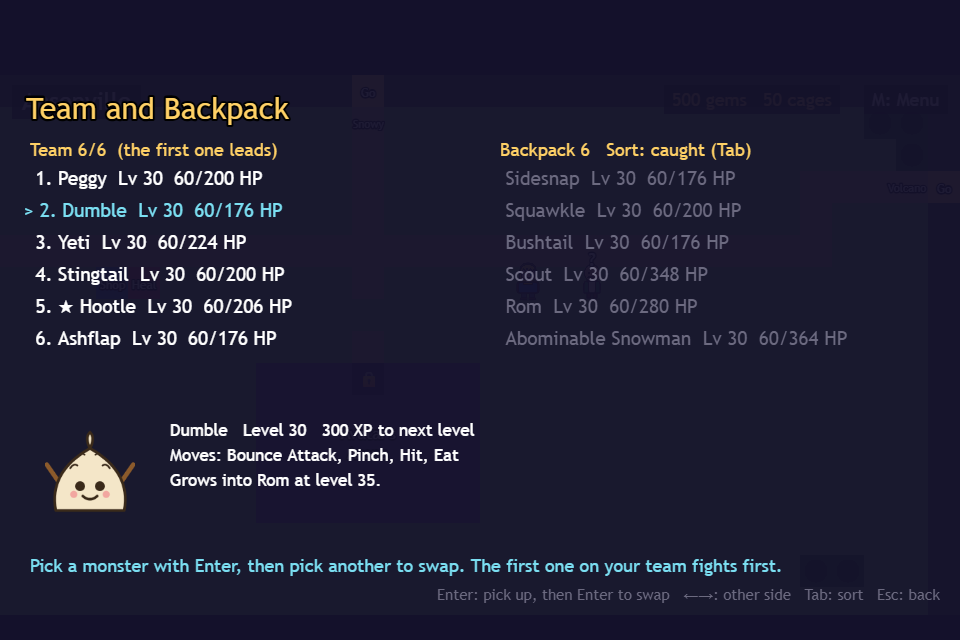 500 gems 50 cages
M: Menu
Go
Team and Backpack
Team 6/6 (the first one leads)
1. Peggy Lv 30 60/200 HP
> 2. Dumble Lv 30 60/176 HP
3. Yeti Lv 30 60/224 HP
4. Stingtail Lv 30 60/200 HP
5. ★ Hootle Lv 30 60/206 HP
6. Ashflap Lv 30 60/176 HP
Backpack 6 Sort: caught (Tab)
Sidesnap Lv 30 60/176 HP
Squawkle Lv 30 60/200 HP
Bushtail Lv 30 60/176 HP
Scout Lv 30 60/348 HP
Rom Lv 30 60/280 HP
Abominable Snowman Lv 30 60/364 HP
Volcano Go
Dumble Level 30 300 XP to next level
Moves: Bounce Attack, Pinch, Hit, Eat
Grows into Rom at level 35.
Pick a monster with Enter, then pick another to swap. The first one on your team fights first.
Enter: pick up, then Enter to swap ←→: other side Tab: sort Esc: back